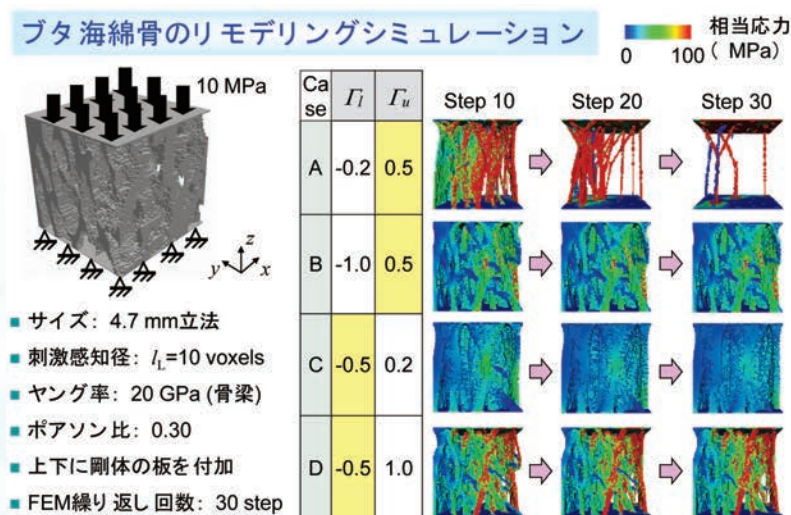 ブタ海綿骨のリモデリングシミュレーション
相当応力
0 100 ( MPa)
10 MPa
z
y x
■ サイズ: 4.7 mm立法
■ 刺激感知径: lL=10 voxels
■ ヤング率: 20 GPa (骨梁)
■ ポアソン比: 0.30
■ 上下に剛体の板を付加
■ FEM繰り返し回数: 30 step
Ca
se Γl Γu Step 10 Step 20 Step 30
A -0.2 0.5
B -1.0 0.5
C -0.5 0.2
D -0.5 1.0